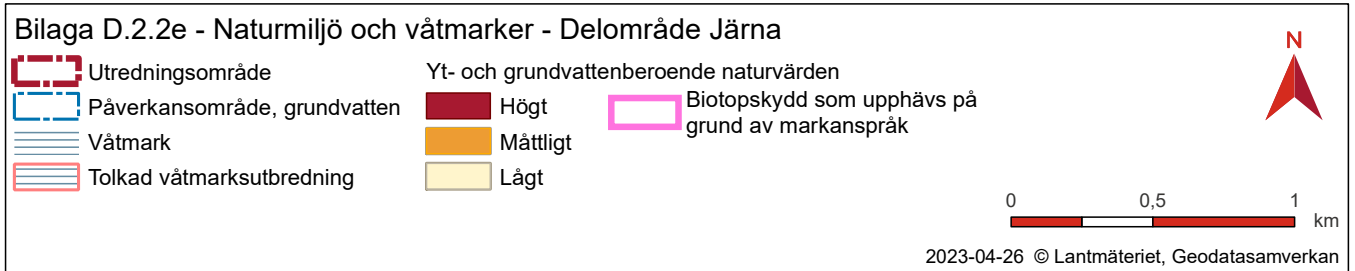 Bilaga D.2.2e - Naturmiljö och våtmarker - Delområde Järna
Utredningsområde
Påverkansområde, grundvatten
Våtmark
Tolkad våtmarksutbredning
Yt- och grundvattenberoende naturvärden
Högt
Måttligt
Lågt
Biotopskydd som upphävs på
grund av markanspråk
N
0 0,5 1
km
2023-04-26 © Lantmäteriet, Geodatasamverkan